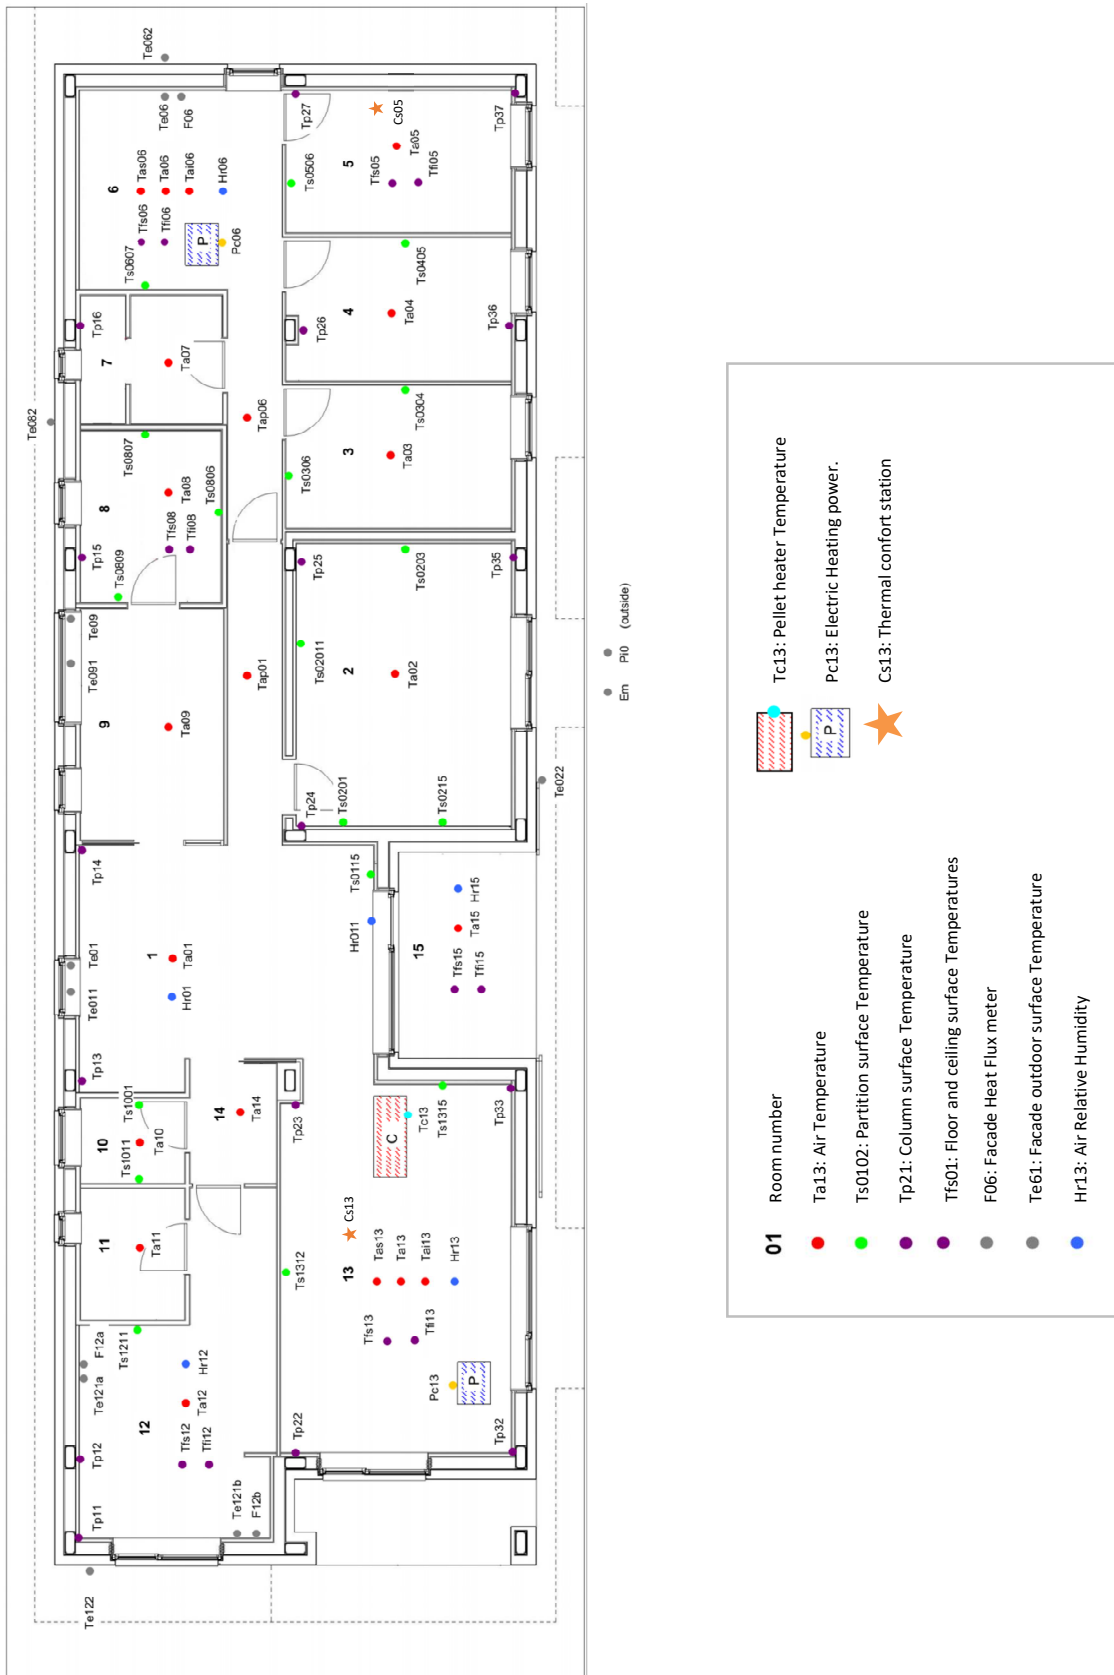 Te122
Te082
Te062
Tp11
Tp12
Te121a
F12a
Tp13
Te011
Te01
Tp14
Te091
Te09
Tp15
Tp16
Te06
F06
12
Ts1211
11
Ta11
10
Ts1011
Ts1001
Ta10
1
Hr01
Ta01
9
Ta09
Ts0809
8
Ts0807
Tfs08
Tfi08
Ta08
Ts0806
7
Ta07
Ts0607
6
Tfs06
Tfi06
Tas06
Ta06
Tai06
Hr06
P
Pc06
Tfs12
Tfi12
Ta12
Hr12
Te121b
F12b
14
Ta14
Tap01
Tap06
Tp22
Ts1312
Tp23
Tp24
Ts02011
Tp25
Ts0306
Tp26
Ts0506
Tp27
13
Cs13
Tfs13
Tfi13
Tas13
Ta13
Tai13
Hr13
Pc13
P
C
Tc13
Ts1315
Tp32
Tp33
Hr011
Ts0115
15
Tfs15
Tfi15
Ta15
Hr15
Ts0201
Ts0215
2
Ta02
Ts0203
Tp35
3
Ta03
Ts0304
4
Ta04
Ts0405
Tp36
5
Cs05
Tfs05
Tfi05
Ta05
Tp37
Te022
Em
Pi0 (outside)
01 Room number
Ta13: Air Temperature
Ts0102: Partition surface Temperature
Tp21: Column surface Temperature
Tfs01: Floor and ceiling surface Temperatures
F06: Facade Heat Flux meter
Te61: Facade outdoor surface Temperature
Hr13: Air Relative Humidity
Tc13: Pellet heater Temperature
P
Pc13: Electric Heating power.
Cs13: Thermal confort station